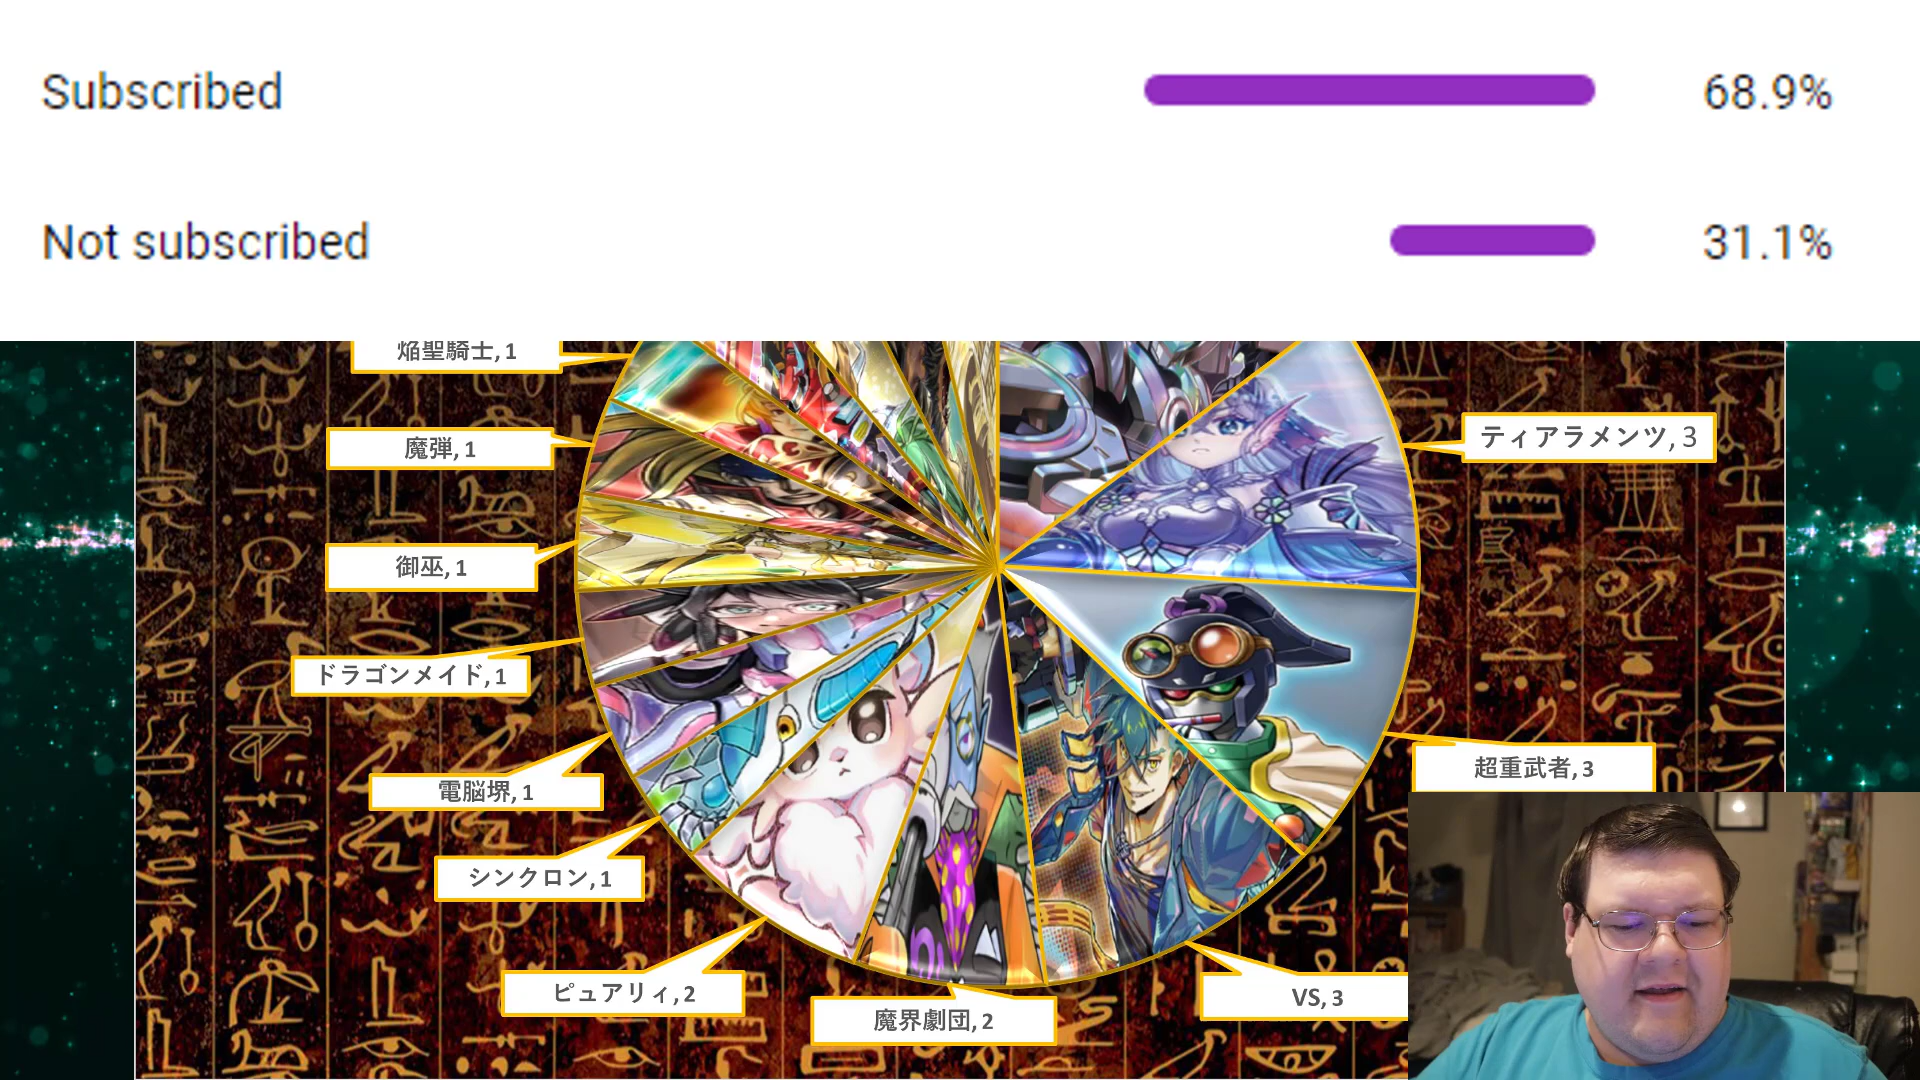 Subscribed 68.9%
Not subscribed 31.1%
焔聖騎士, 1
魔弾, 1
ティアラメンツ, 3
御巫, 1
ドラゴンメイド, 1
超重武者, 3
電脳堺, 1
シンクロン, 1
ピュアリィ, 2
VS, 3
魔界劇団, 2